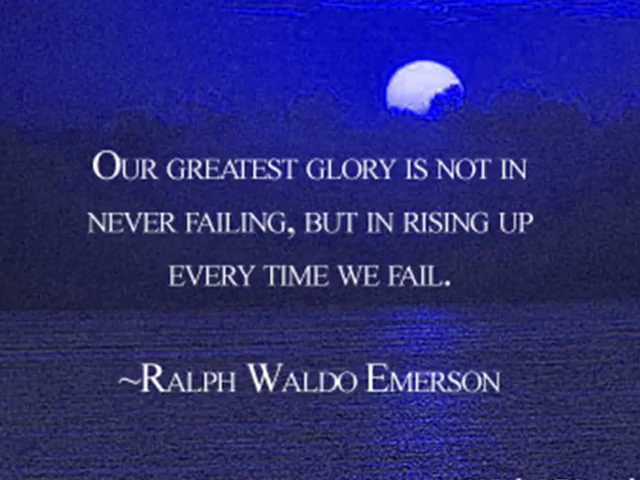 Our greatest glory is not in
never failing, but in rising up
every time we fail.
~Ralph Waldo Emerson